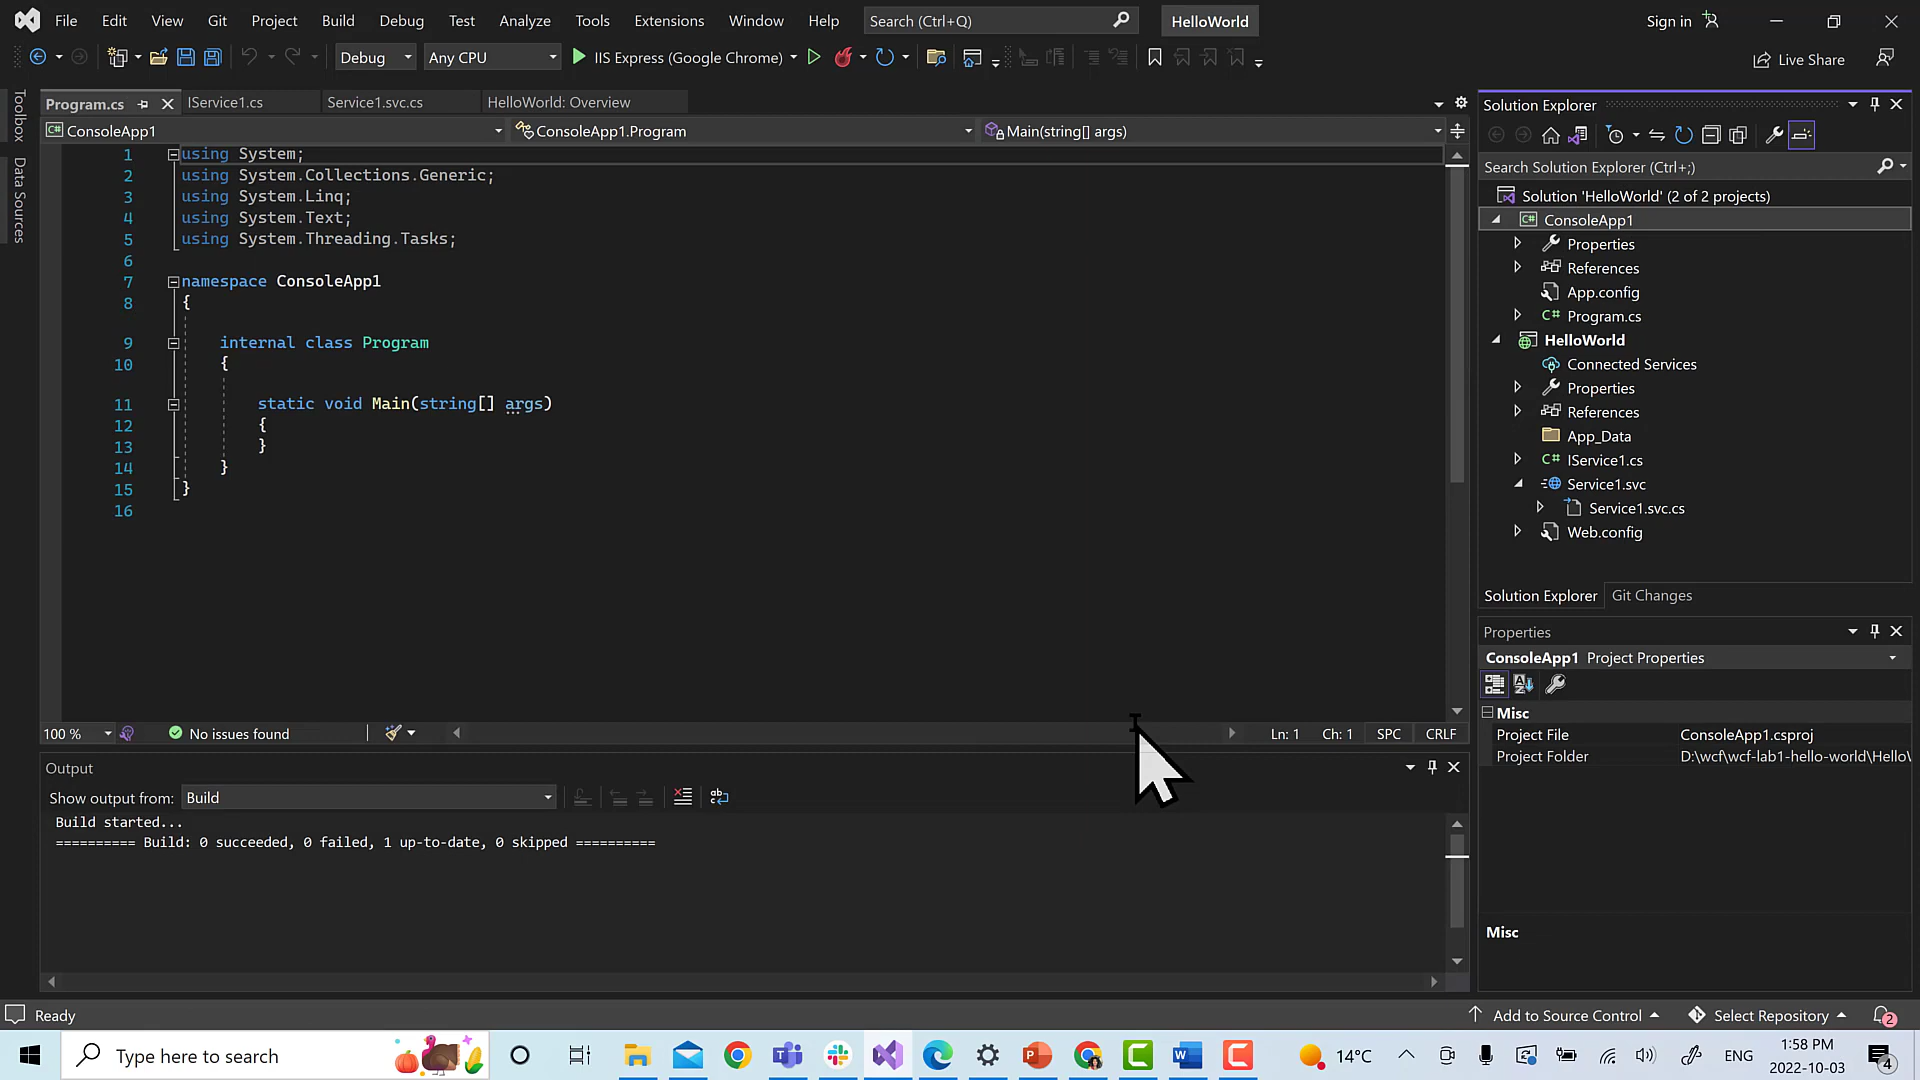 File Edit View Git Project Build Debug Test Analyze Tools Extensions Window Help Search (Ctrl+Q) HelloWorld Sign in
Debug Any CPU IIS Express (Google Chrome) Live Share
Toolbox
Data Sources
Program.cs IService1.cs Service1.svc.cs HelloWorld: Overview
ConsoleApp1 ConsoleApp1.Program Main(string[] args)
1 using System;
2 using System.Collections.Generic;
3 using System.Linq;
4 using System.Text;
5 using System.Threading.Tasks;
6
7 namespace ConsoleApp1
8 {
9 internal class Program
10 {
11 static void Main(string[] args)
12 {
13 }
14 }
15 }
16
100 % No issues found Ln: 1 Ch: 1 SPC CRLF
Output
Show output from: Build
Build started...
========== Build: 0 succeeded, 0 failed, 1 up-to-date, 0 skipped ==========
Solution Explorer
Search Solution Explorer (Ctrl+;)
Solution 'HelloWorld' (2 of 2 projects)
ConsoleApp1
Properties
References
App.config
C# Program.cs
HelloWorld
Connected Services
Properties
References
App_Data
C# IService1.cs
Service1.svc
Service1.svc.cs
Web.config
Solution Explorer Git Changes
Properties
ConsoleApp1 Project Properties
Misc
Project File ConsoleApp1.csproj
Project Folder D:\wcf\wcf-lab1-hello-world\Hello\
Misc
Ready Add to Source Control Select Repository 2
Type here to search 14°C ENG 1:58 PM
2022-10-03 4